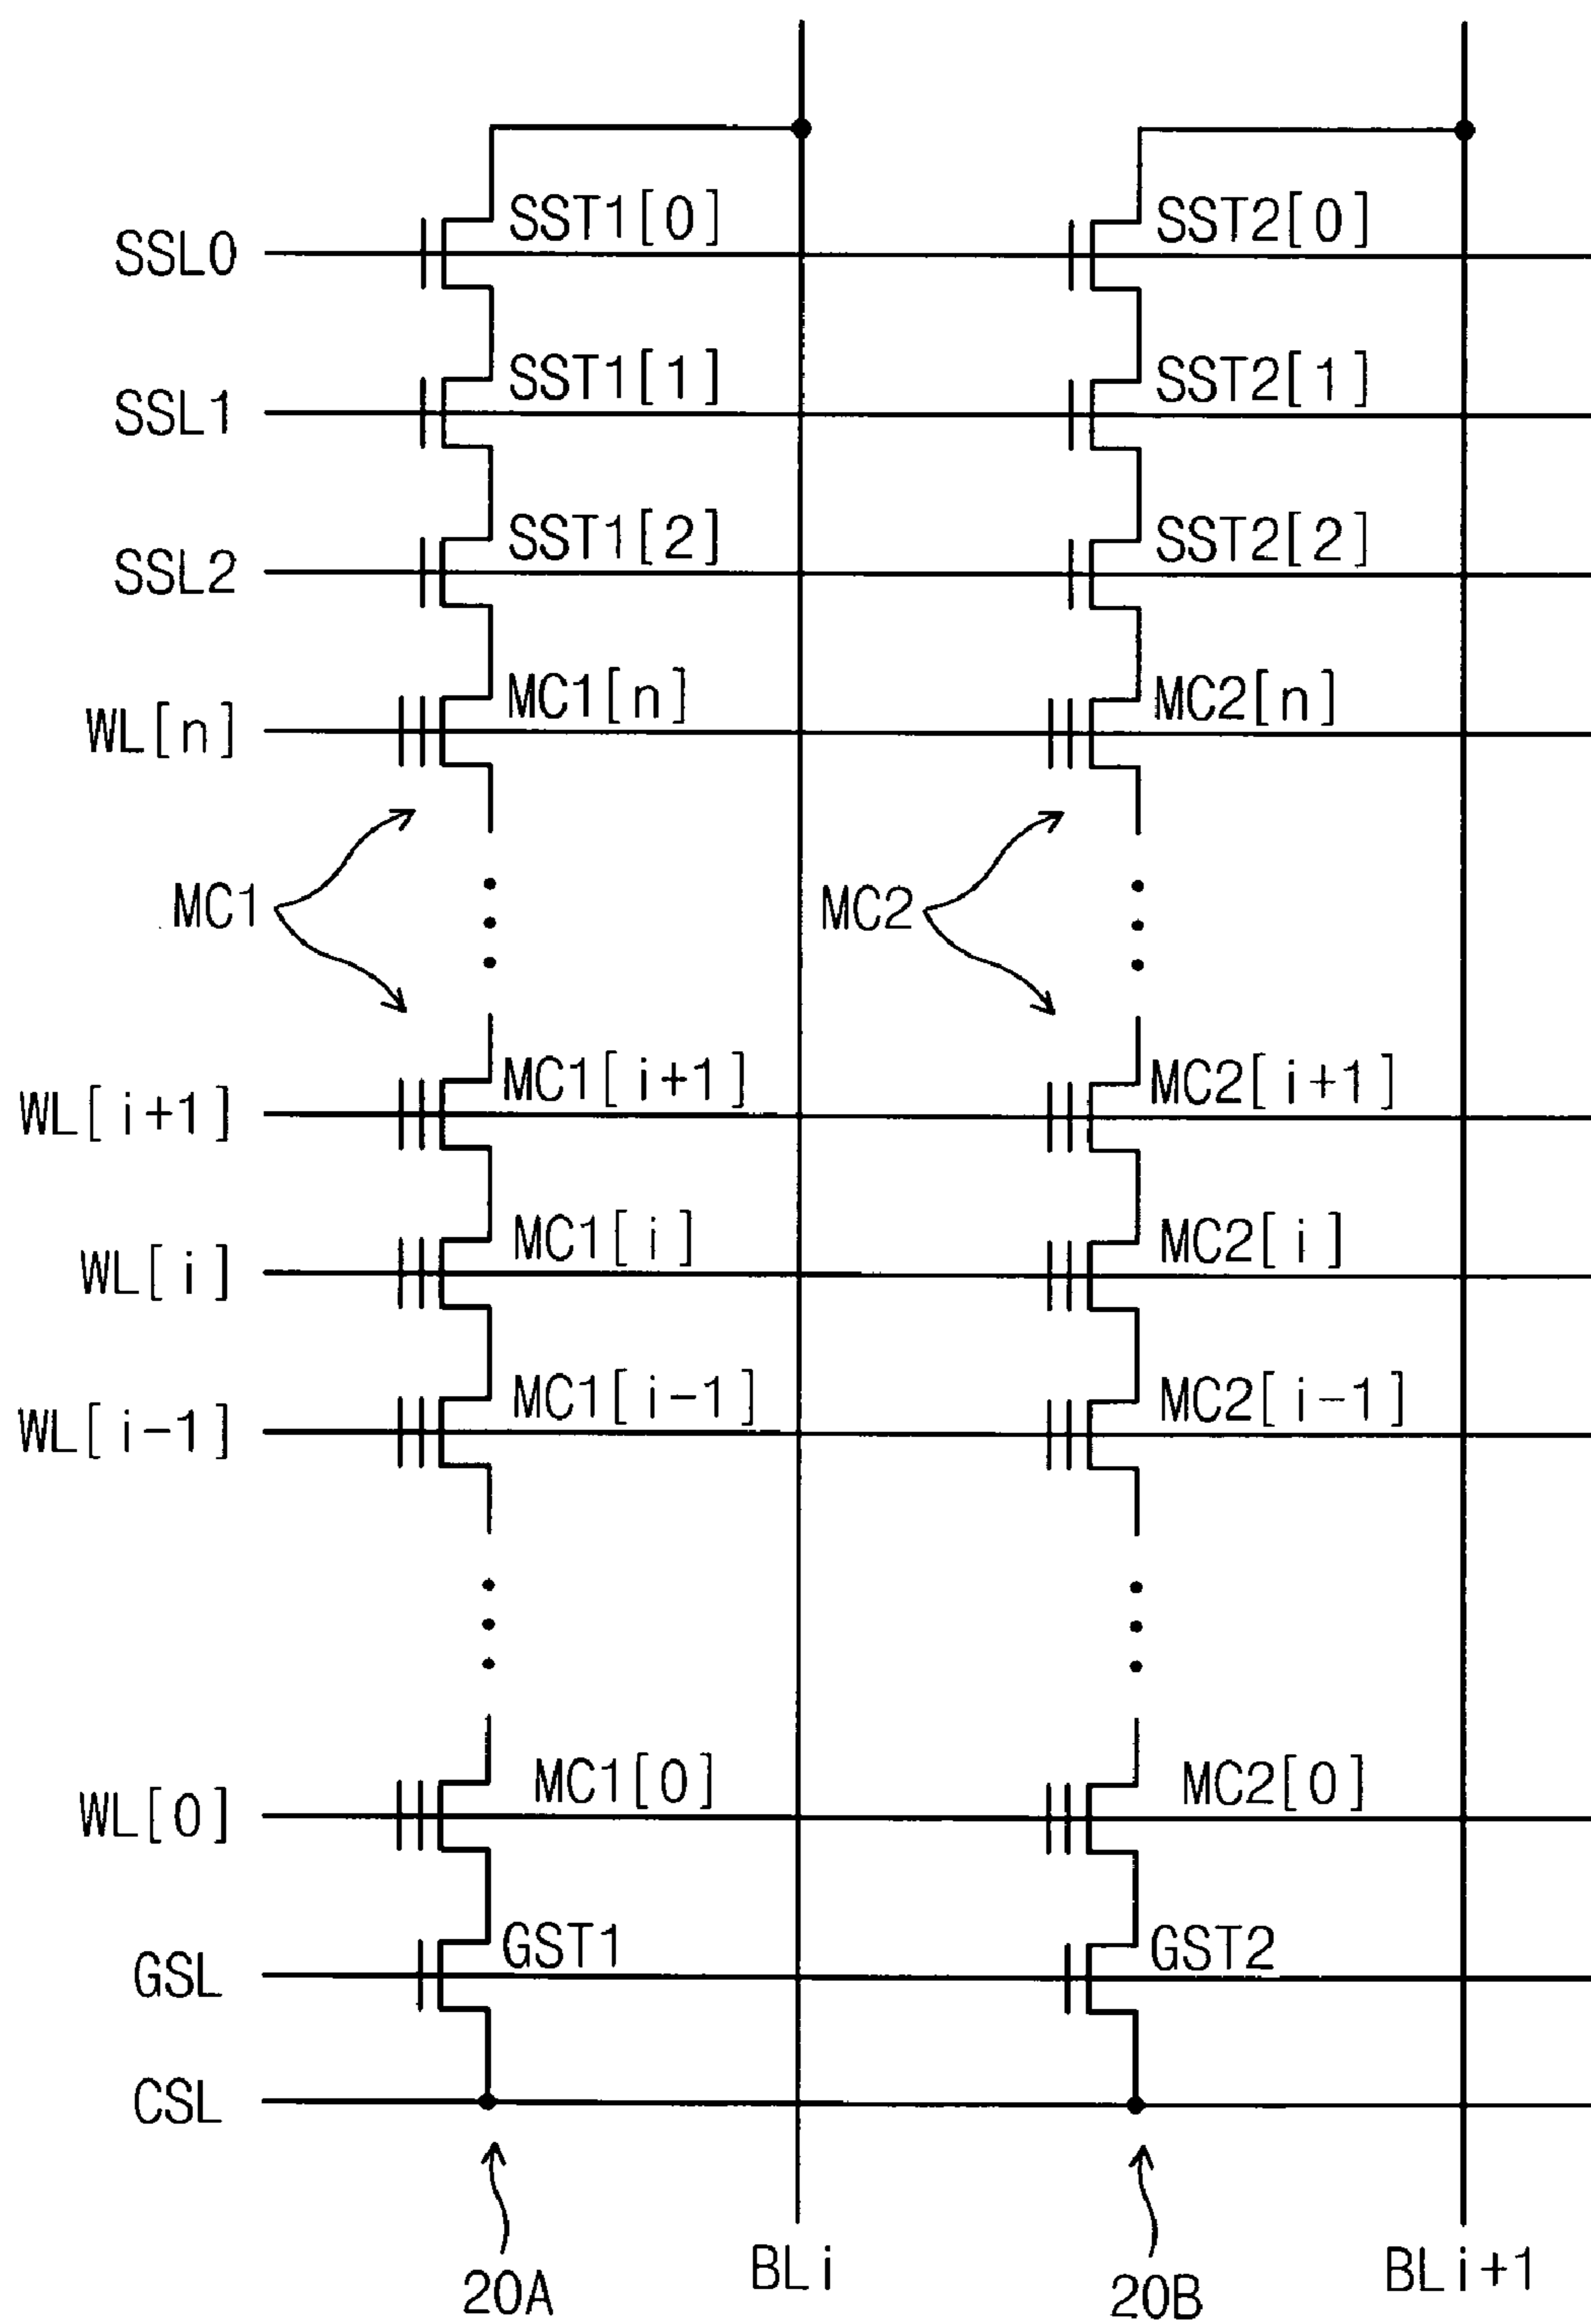 SSL0 SST1[0] SST2[0]
SSL1 SST1[1] SST2[1]
SSL2 SST1[2] SST2[2]
WL[n] MC1[n] MC2[n]
MC1 MC2
WL[i+1] MC1[i+1] MC2[i+1]
WL[i] MC1[i] MC2[i]
WL[i-1] MC1[i-1] MC2[i-1]
WL[0] MC1[0] MC2[0]
GSL GST1 GST2
CSL
20A BLi 20B BLi+1